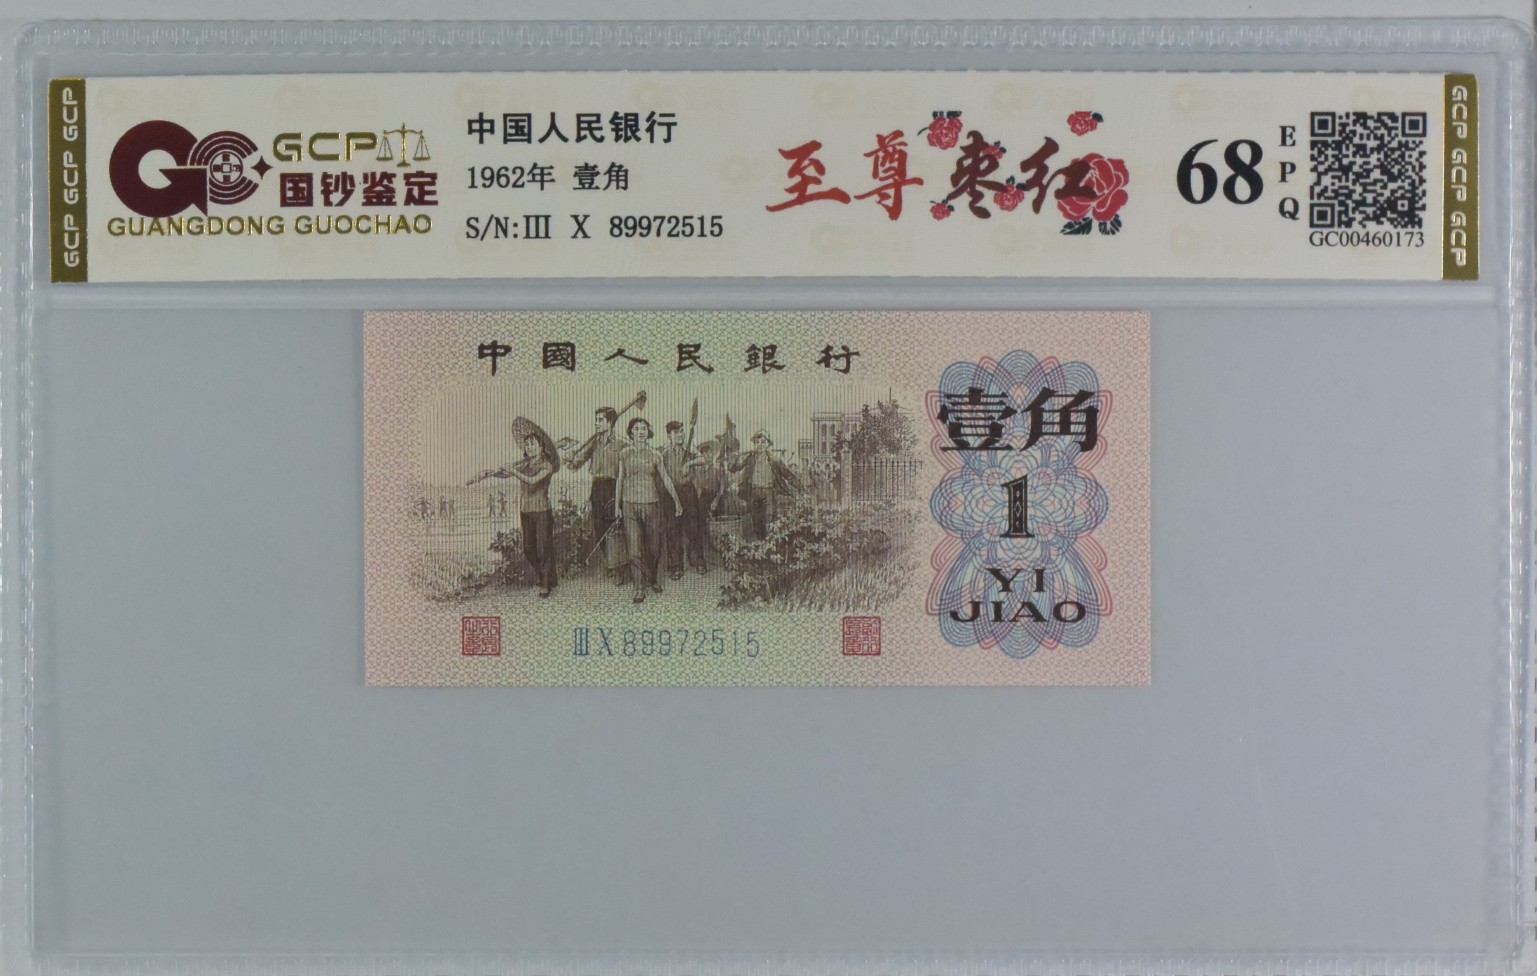 GCP GCP GCP
GCP
国钞鉴定
GUANGDONG GUOCHAO
中国人民银行
1962年 壹角
S/N:Ⅲ X 89972515
至尊枣红
68
EPQ
GC00460173
GCP GCP GCP
中國人民銀行
壹角
1
YI
JIAO
Ⅲ X 89972515